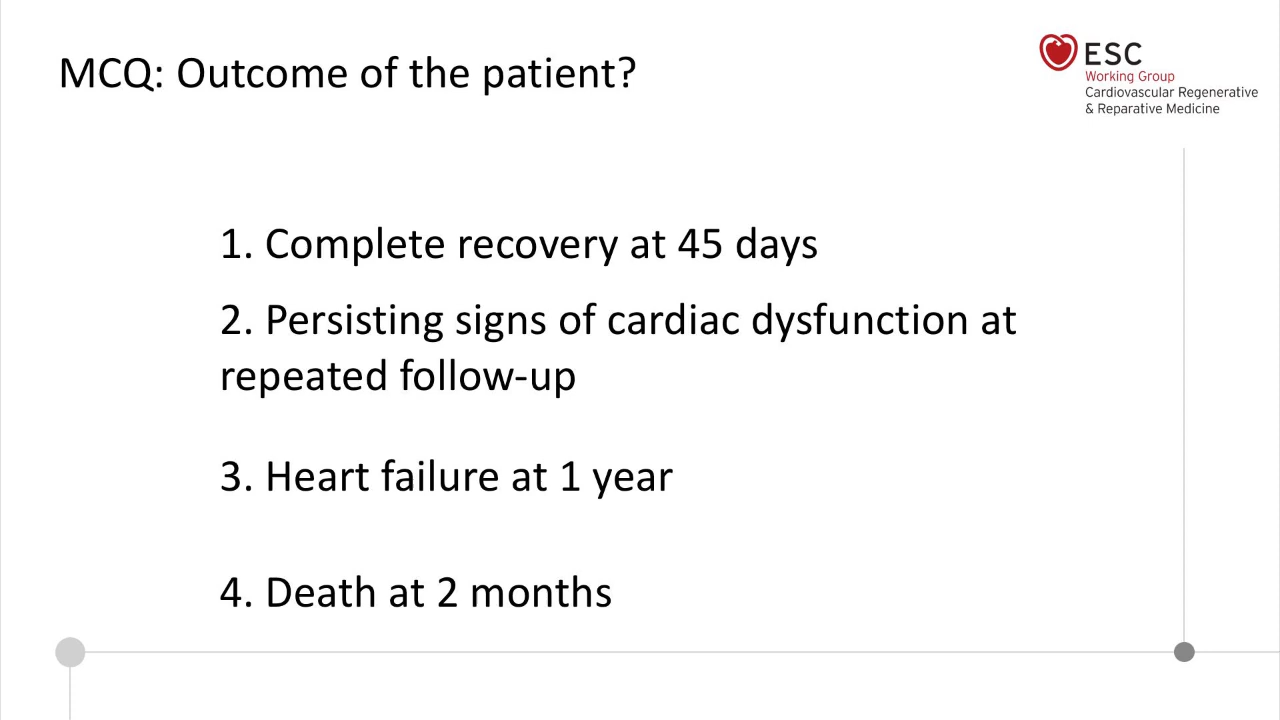 MCQ: Outcome of the patient?
ESC
Working Group
Cardiovascular Regenerative
& Reparative Medicine
1. Complete recovery at 45 days
2. Persisting signs of cardiac dysfunction at
repeated follow-up
3. Heart failure at 1 year
4. Death at 2 months